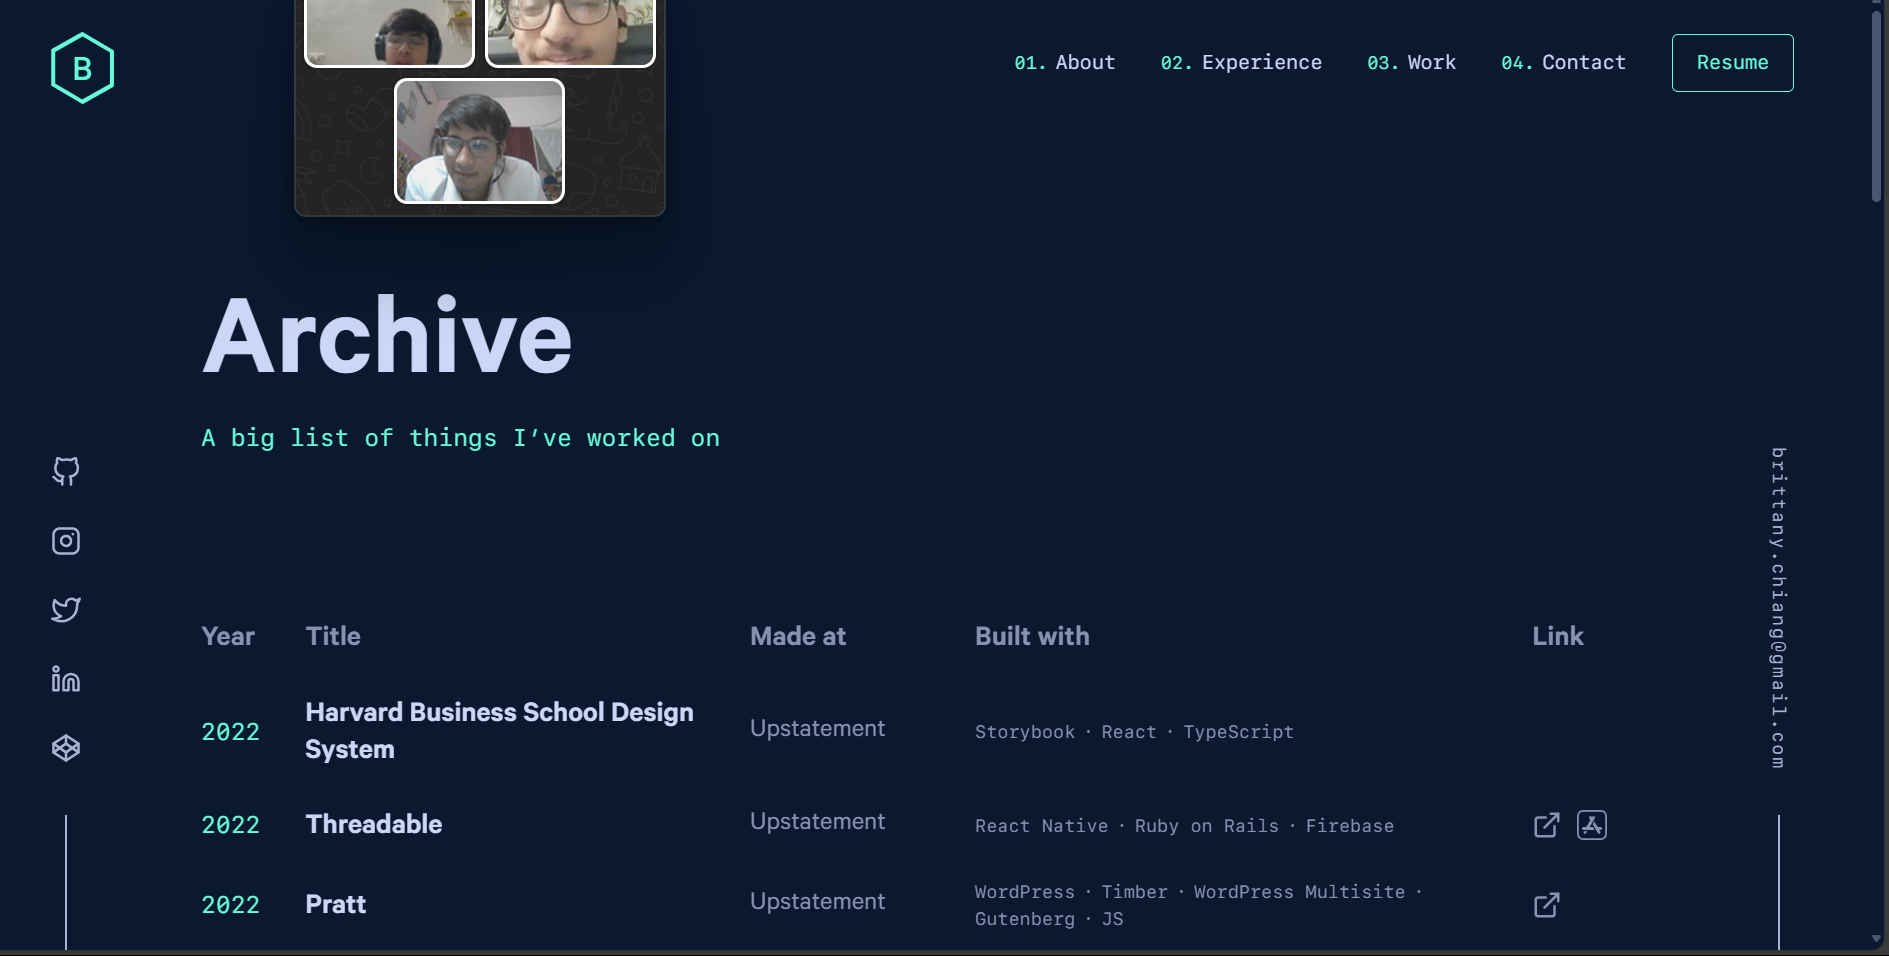 B
01. About 02. Experience 03. Work 04. Contact Resume
Archive
A big list of things I've worked on
brittany.chiang@gmail.com
Year Title Made at Built with Link
2022 Harvard Business School Design System Upstatement Storybook · React · TypeScript
2022 Threadable Upstatement React Native · Ruby on Rails · Firebase
2022 Pratt Upstatement WordPress · Timber · WordPress Multisite ·
Gutenberg · JS